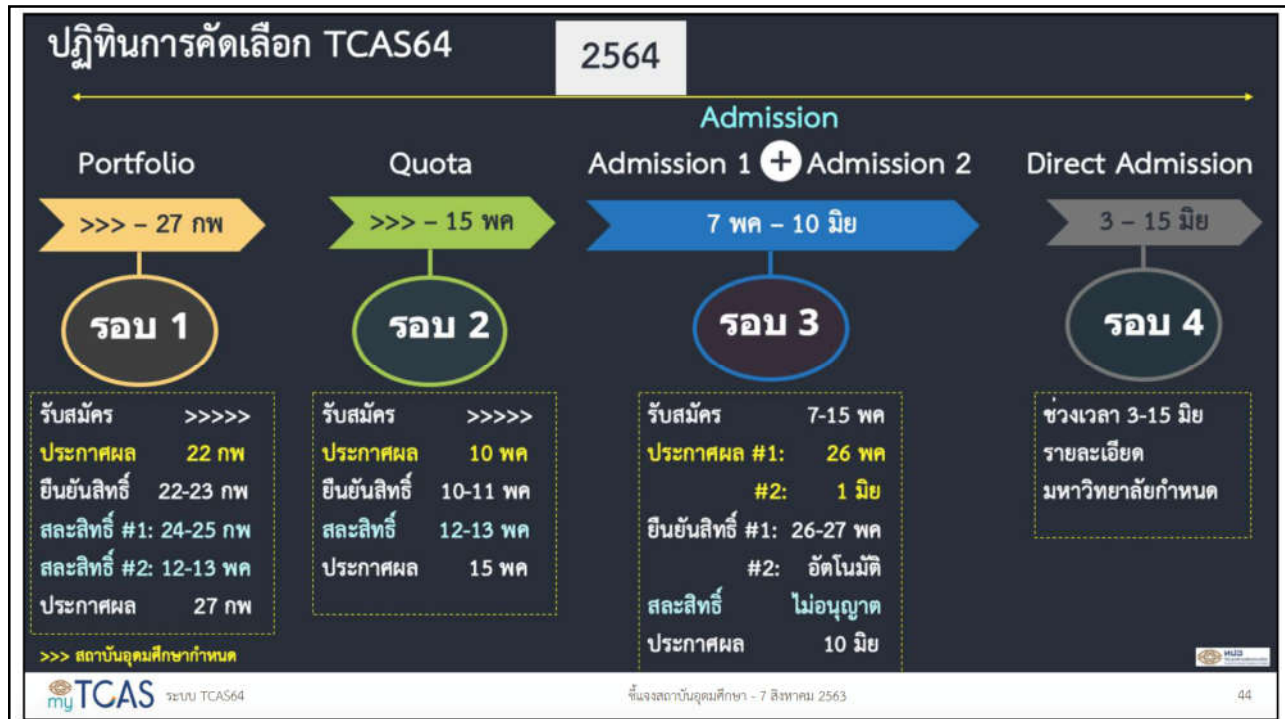 ปฏิทินการคัดเลือก TCAS64
2564
Admission
Portfolio
Quota
Admission 1 + Admission 2
Direct Admission
>>> – 27 กพ
>>> – 15 พค
7 พค – 10 มิย
3 – 15 มิย
รอบ 1
รอบ 2
รอบ 3
รอบ 4
รับสมัคร >>>>>
ประกาศผล 22 กพ
ยืนยันสิทธิ์ 22-23 กพ
สละสิทธิ์ #1: 24-25 กพ
สละสิทธิ์ #2: 12-13 พค
ประกาศผล 27 กพ
>>> สถาบันอุดมศึกษากำหนด
รับสมัคร >>>>>
ประกาศผล 10 พค
ยืนยันสิทธิ์ 10-11 พค
สละสิทธิ์ 12-13 พค
ประกาศผล 15 พค
รับสมัคร 7-15 พค
ประกาศผล #1: 26 พค
#2: 1 มิย
ยืนยันสิทธิ์ #1: 26-27 พค
#2: อัตโนมัติ
สละสิทธิ์ ไม่อนุญาต
ประกาศผล 10 มิย
ช่วงเวลา 3-15 มิย
รายละเอียด
มหาวิทยาลัยกำหนด
ทปอ
myTCAS ระบบ TCAS64
ชี้แจงสถาบันอุดมศึกษา - 7 สิงหาคม 2563
44